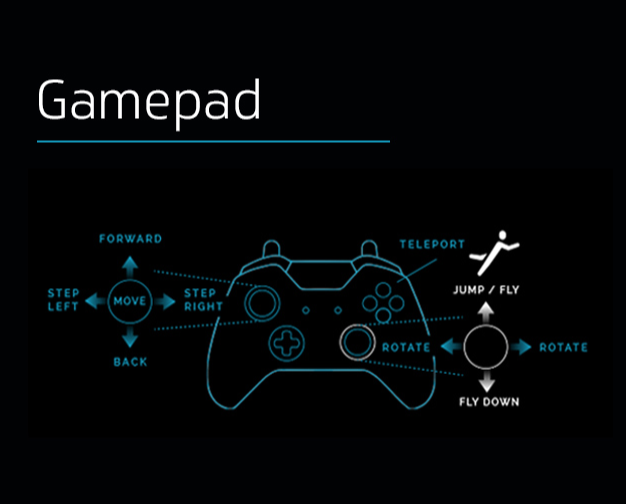 Gamepad
FORWARD
STEP
LEFT
MOVE
STEP
RIGHT
BACK
TELEPORT
JUMP / FLY
ROTATE
ROTATE
FLY DOWN